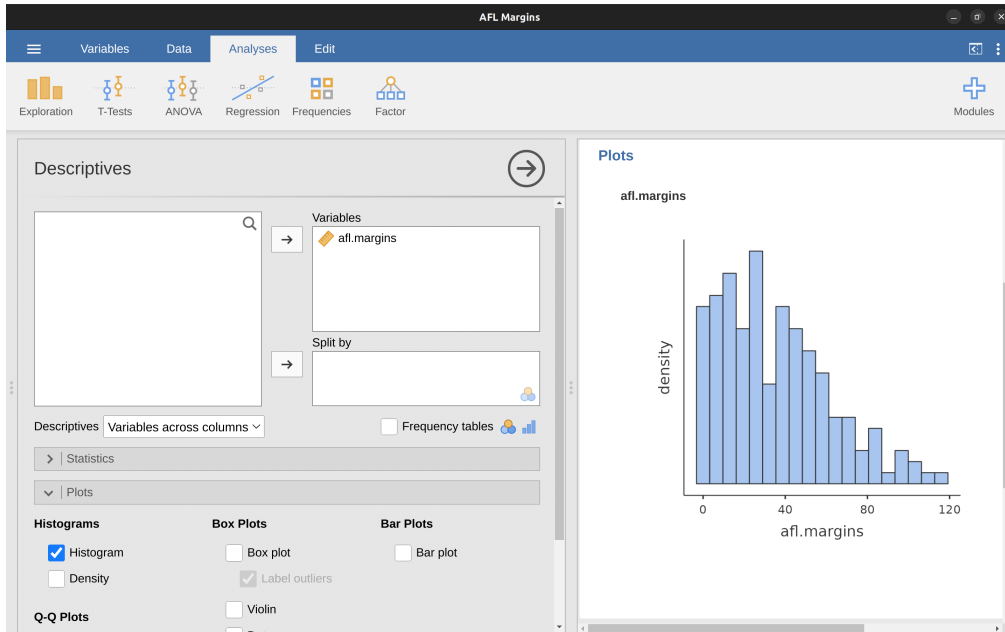 AFL Margins
Variables Data Analyses Edit
Exploration T-Tests ANOVA Regression Frequencies Factor Modules
Descriptives
Variables
afl.margins
Split by
Descriptives Variables across columns Frequency tables
Statistics
Plots
Histograms Box Plots Bar Plots
Histogram Box plot Bar plot
Density Label outliers
Violin
Q-Q Plots
Plots
afl.margins
density
0 40 80 120
afl.margins